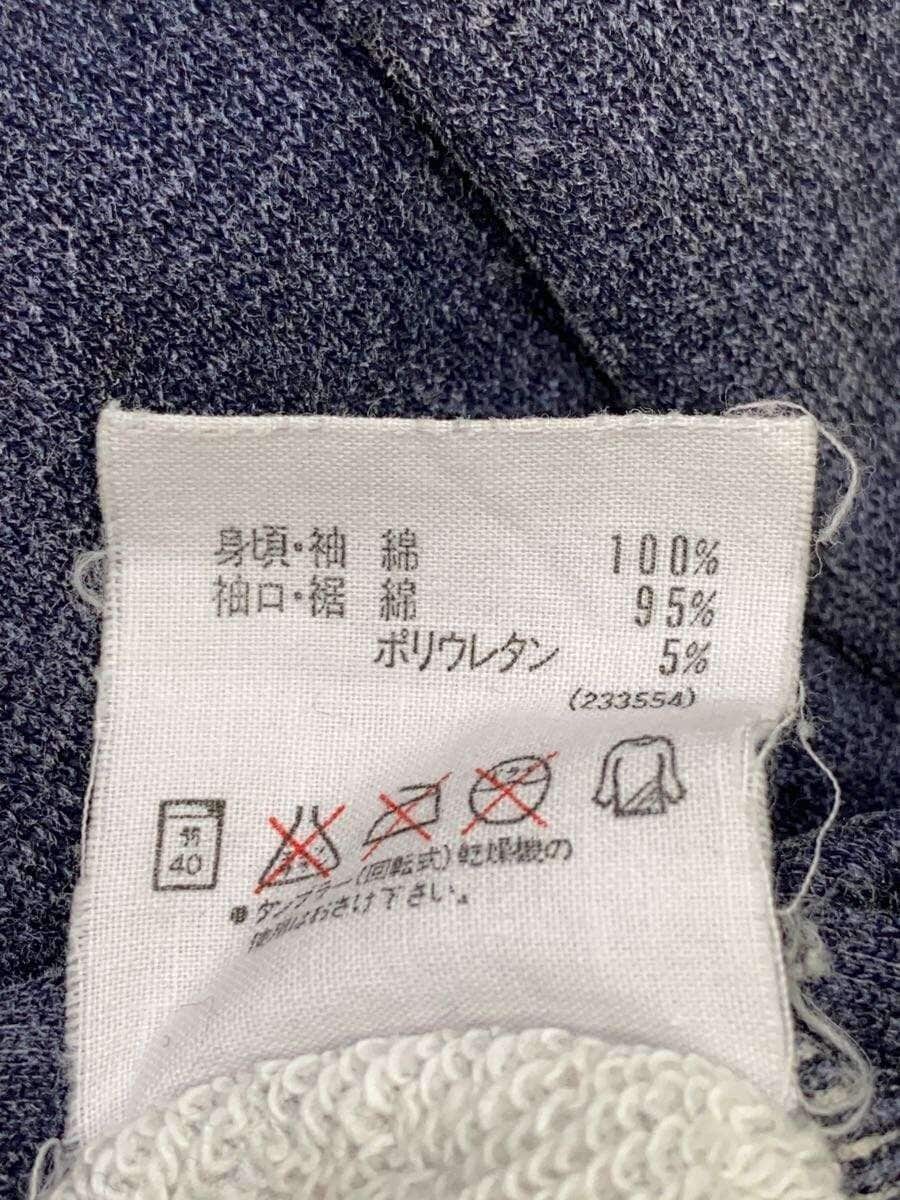 身頃・袖 綿 100%
袖口・裾 綿 95%
ポリウレタン 5%
(233554)
弱
40
タンブラー(回転式)乾燥機の
使用はおさけ下さい。